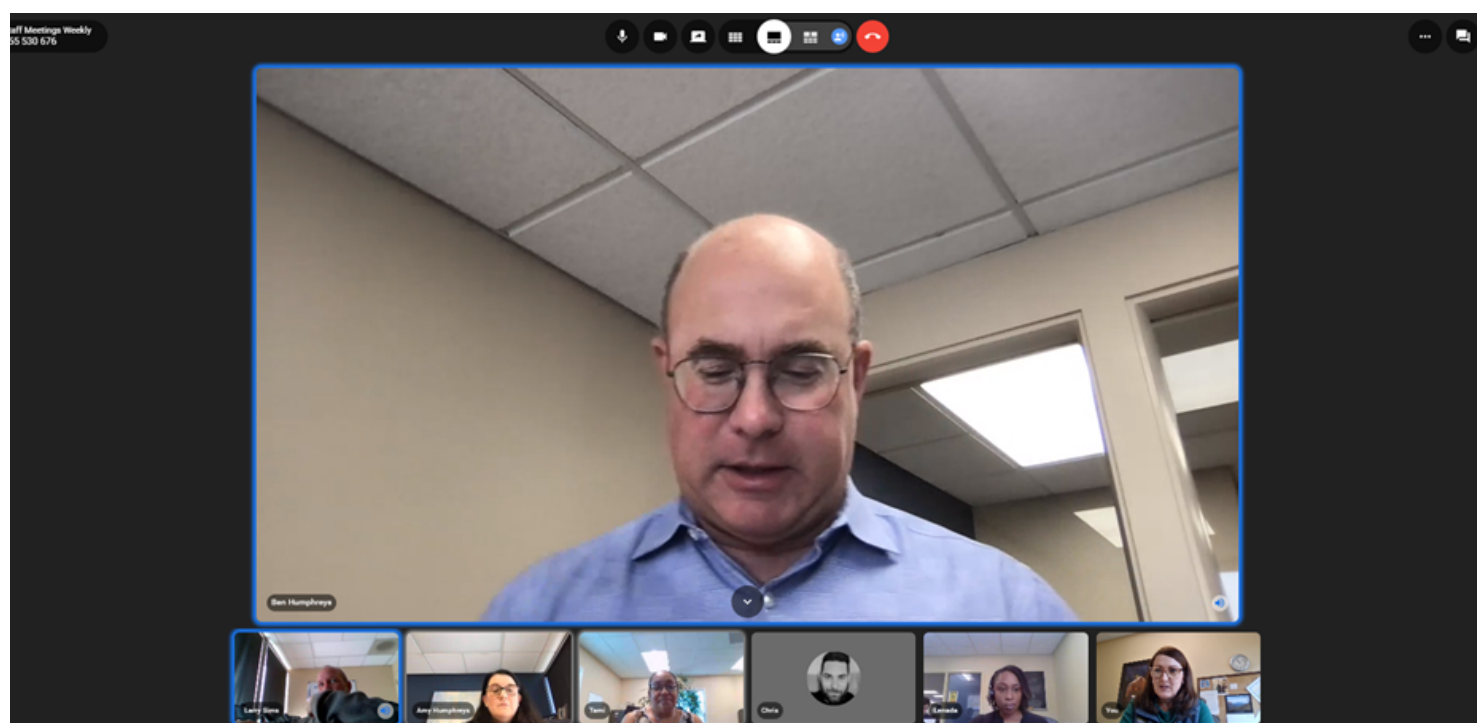 aff Meetings Weekly
55 530 676
Ben Humphreys
Larry Sims
Amy Humphreys
Tami
Chris
Leneda
You